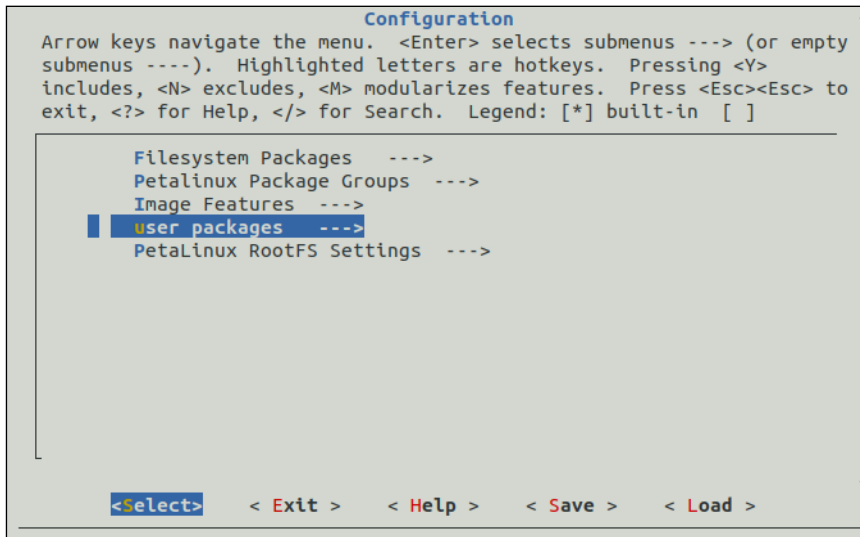 Configuration
Arrow keys navigate the menu.  <Enter> selects submenus ---> (or empty
submenus ----).  Highlighted letters are hotkeys.  Pressing <Y>
includes, <N> excludes, <M> modularizes features.  Press <Esc><Esc> to
exit, <?> for Help, </> for Search.  Legend: [*] built-in  [ ]
Filesystem Packages  --->
Petalinux Package Groups  --->
Image Features  --->
user packages  --->
PetaLinux RootFS Settings  --->
<Select>    < Exit >    < Help >    < Save >    < Load >